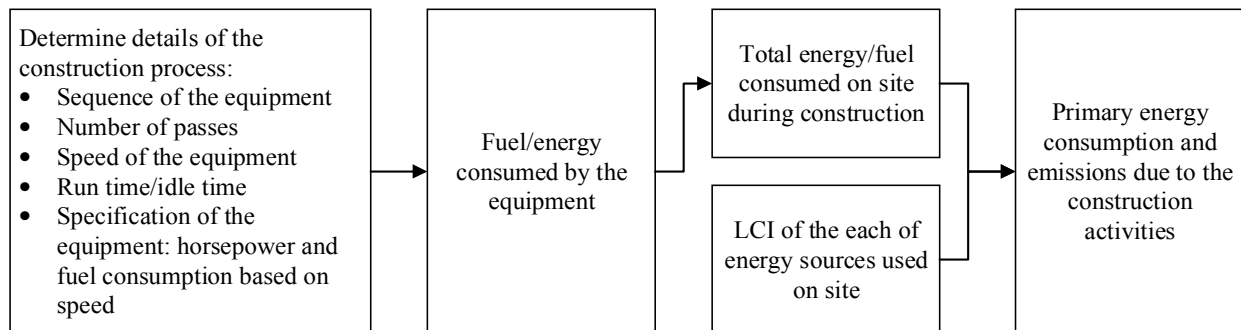 Determine details of the
construction process:
• Sequence of the equipment
• Number of passes
• Speed of the equipment
• Run time/idle time
• Specification of the
equipment: horsepower and
fuel consumption based on
speed
Fuel/energy
consumed by the
equipment
Total energy/fuel
consumed on site
during construction
LCI of the each of
energy sources used
on site
Primary energy
consumption and
emissions due to the
construction
activities